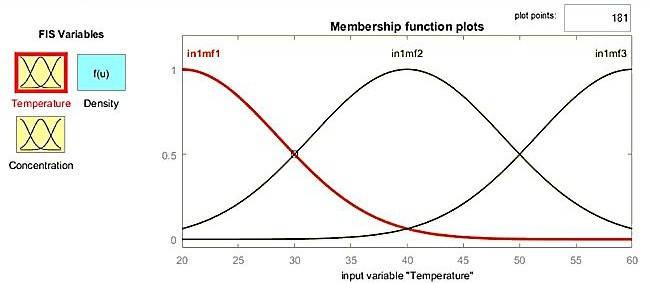 plot points: 181
FIS Variables
Membership function plots
in1mf1 in1mf2 in1mf3
f(u)
Temperature Density
Concentration
1
0.5
0
20 25 30 35 40 45 50 55 60
input variable "Temperature"